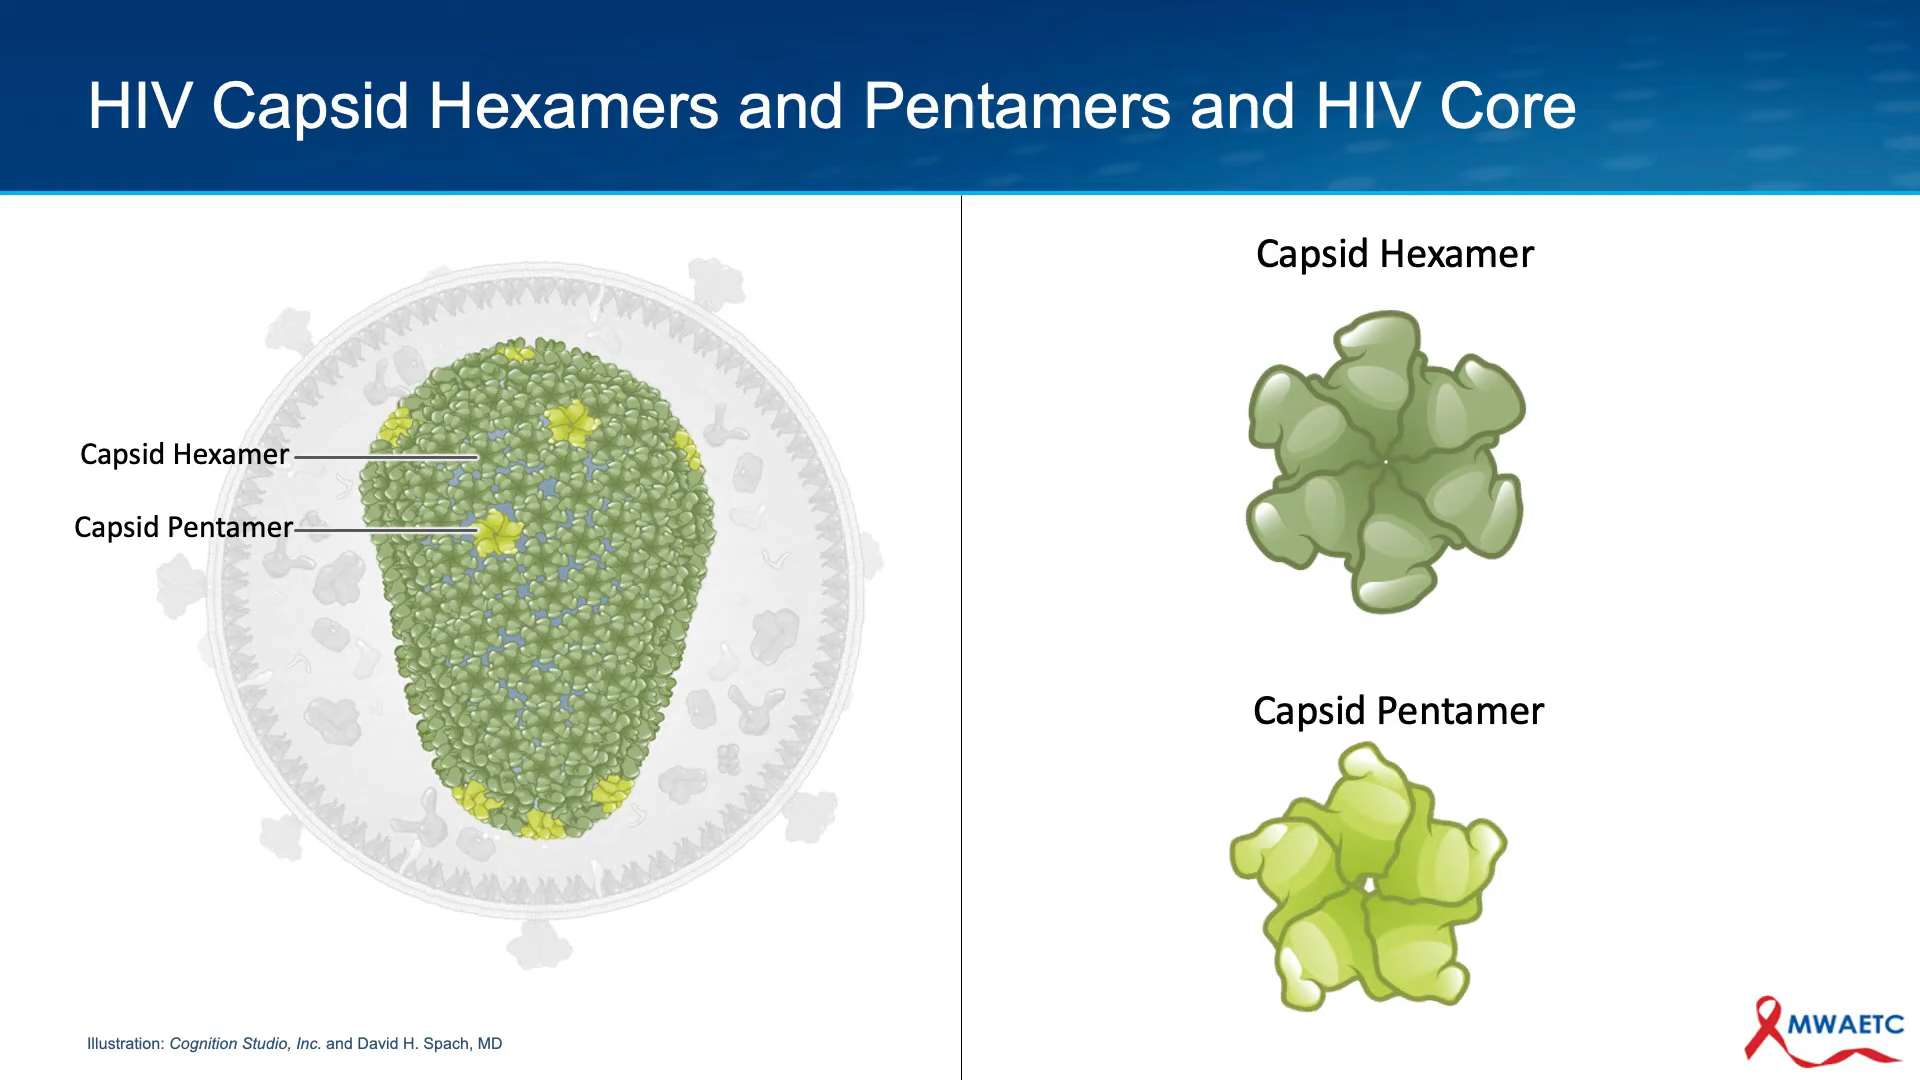 HIV Capsid Hexamers and Pentamers and HIV Core
Capsid Hexamer
Capsid Pentamer
Capsid Hexamer
Capsid Pentamer
Illustration: Cognition Studio, Inc. and David H. Spach, MD
MWAETC